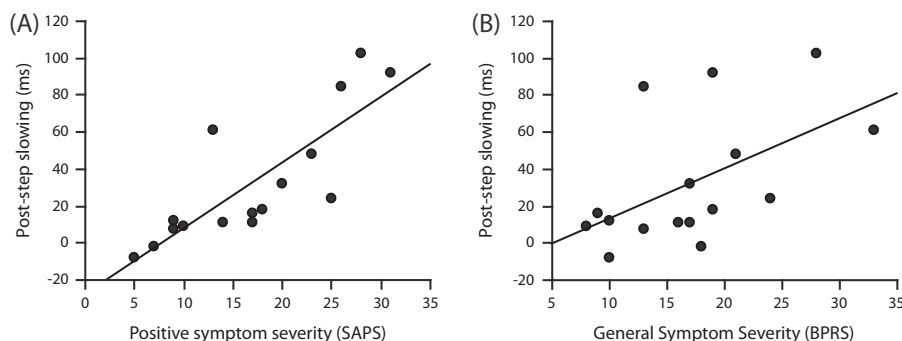 (A)
120
100
80
60
40
20
0
-20
Post-step slowing (ms)
0 5 10 15 20 25 30 35
Positive symptom severity (SAPS)
(B)
120
100
80
60
40
20
0
-20
Post-step slowing (ms)
5 10 15 20 25 30 35
General Symptom Severity (BPRS)